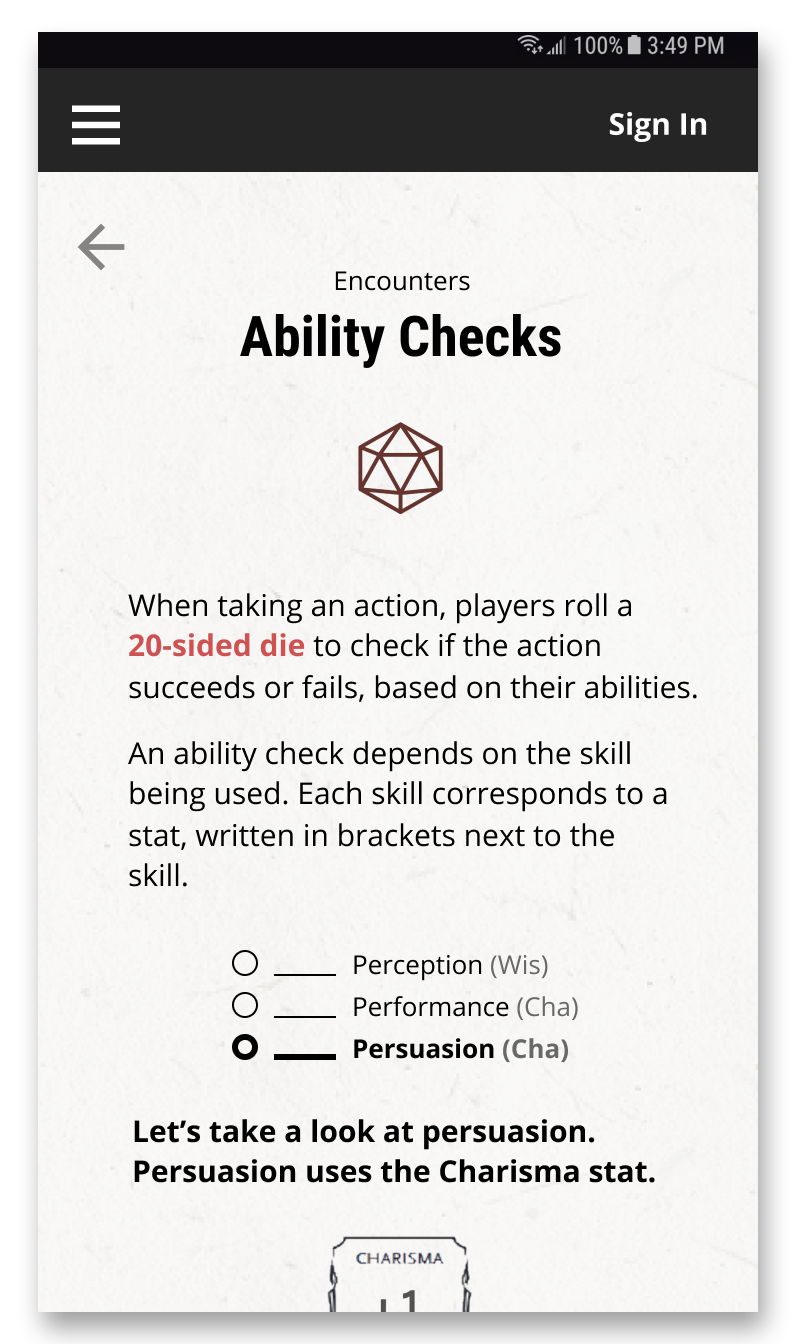 100% 3:49 PM
Sign In
Encounters
Ability Checks
When taking an action, players roll a
20-sided die to check if the action
succeeds or fails, based on their abilities.
An ability check depends on the skill
being used. Each skill corresponds to a
stat, written in brackets next to the
skill.
Perception (Wis)
Performance (Cha)
Persuasion (Cha)
Let’s take a look at persuasion.
Persuasion uses the Charisma stat.
CHARISMA
+1